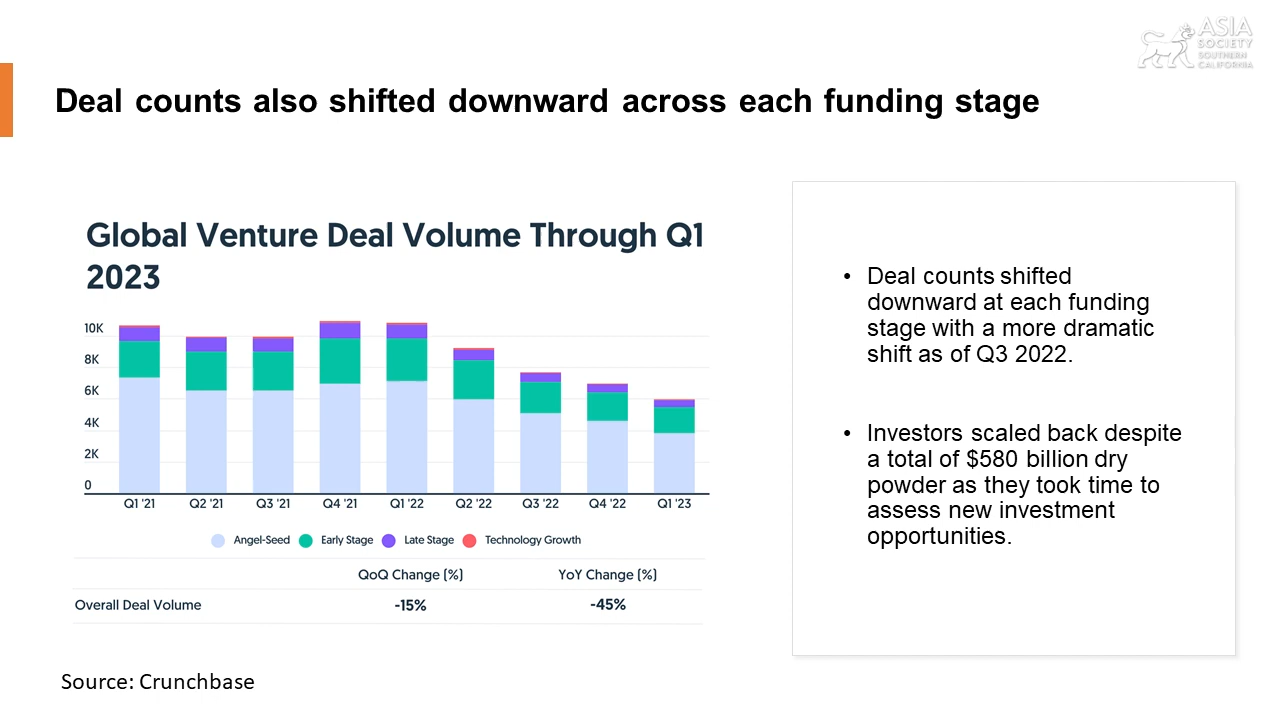 ASIA
SOCIETY
SOUTHERN
CALIFORNIA
Deal counts also shifted downward across each funding stage
Global Venture Deal Volume Through Q1
2023
10K
8K
6K
4K
2K
0
Q1 '21 Q2 '21 Q3 '21 Q4 '21 Q1 '22 Q2 '22 Q3 '22 Q4 '22 Q1 '23
Angel-Seed Early Stage Late Stage Technology Growth
QoQ Change (%) YoY Change (%)
Overall Deal Volume -15% -45%
• Deal counts shifted
downward at each funding
stage with a more dramatic
shift as of Q3 2022.
• Investors scaled back despite
a total of $580 billion dry
powder as they took time to
assess new investment
opportunities.
Source: Crunchbase